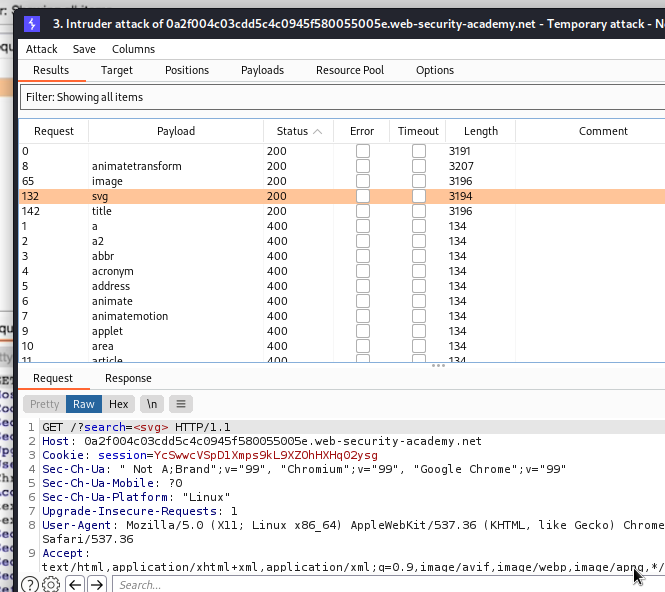 3. Intruder attack of 0a2f004c03cdd5c4c0945f580055005e.web-security-academy.net - Temporary attack - N
Attack Save Columns
Results Target Positions Payloads Resource Pool Options
Filter: Showing all items
Request Payload Status Error Timeout Length Comment
0 200 3191
8 animatetransform 200 3207
65 image 200 3196
132 svg 200 3194
142 title 200 3196
1 a 400 134
2 a2 400 134
3 abbr 400 134
4 acronym 400 134
5 address 400 134
6 animate 400 134
7 animatemotion 400 134
9 applet 400 134
10 area 400 134
11 article 400 134
Request Response
Pretty Raw Hex \n
1 GET /?search=<svg> HTTP/1.1
2 Host: 0a2f004c03cdd5c4c0945f580055005e.web-security-academy.net
3 Cookie: session=YcSwwcVSpD1Xmps9kL9XZOhHXHq02ysg
4 Sec-Ch-Ua: " Not A;Brand";v="99", "Chromium";v="99", "Google Chrome";v="99"
5 Sec-Ch-Ua-Mobile: ?0
6 Sec-Ch-Ua-Platform: "Linux"
7 Upgrade-Insecure-Requests: 1
8 User-Agent: Mozilla/5.0 (X11; Linux x86_64) AppleWebKit/537.36 (KHTML, like Gecko) Chrome
Safari/537.36
9 Accept:
text/html,application/xhtml+xml,application/xml;q=0.9,image/avif,image/webp,image/apng,*/
Search...